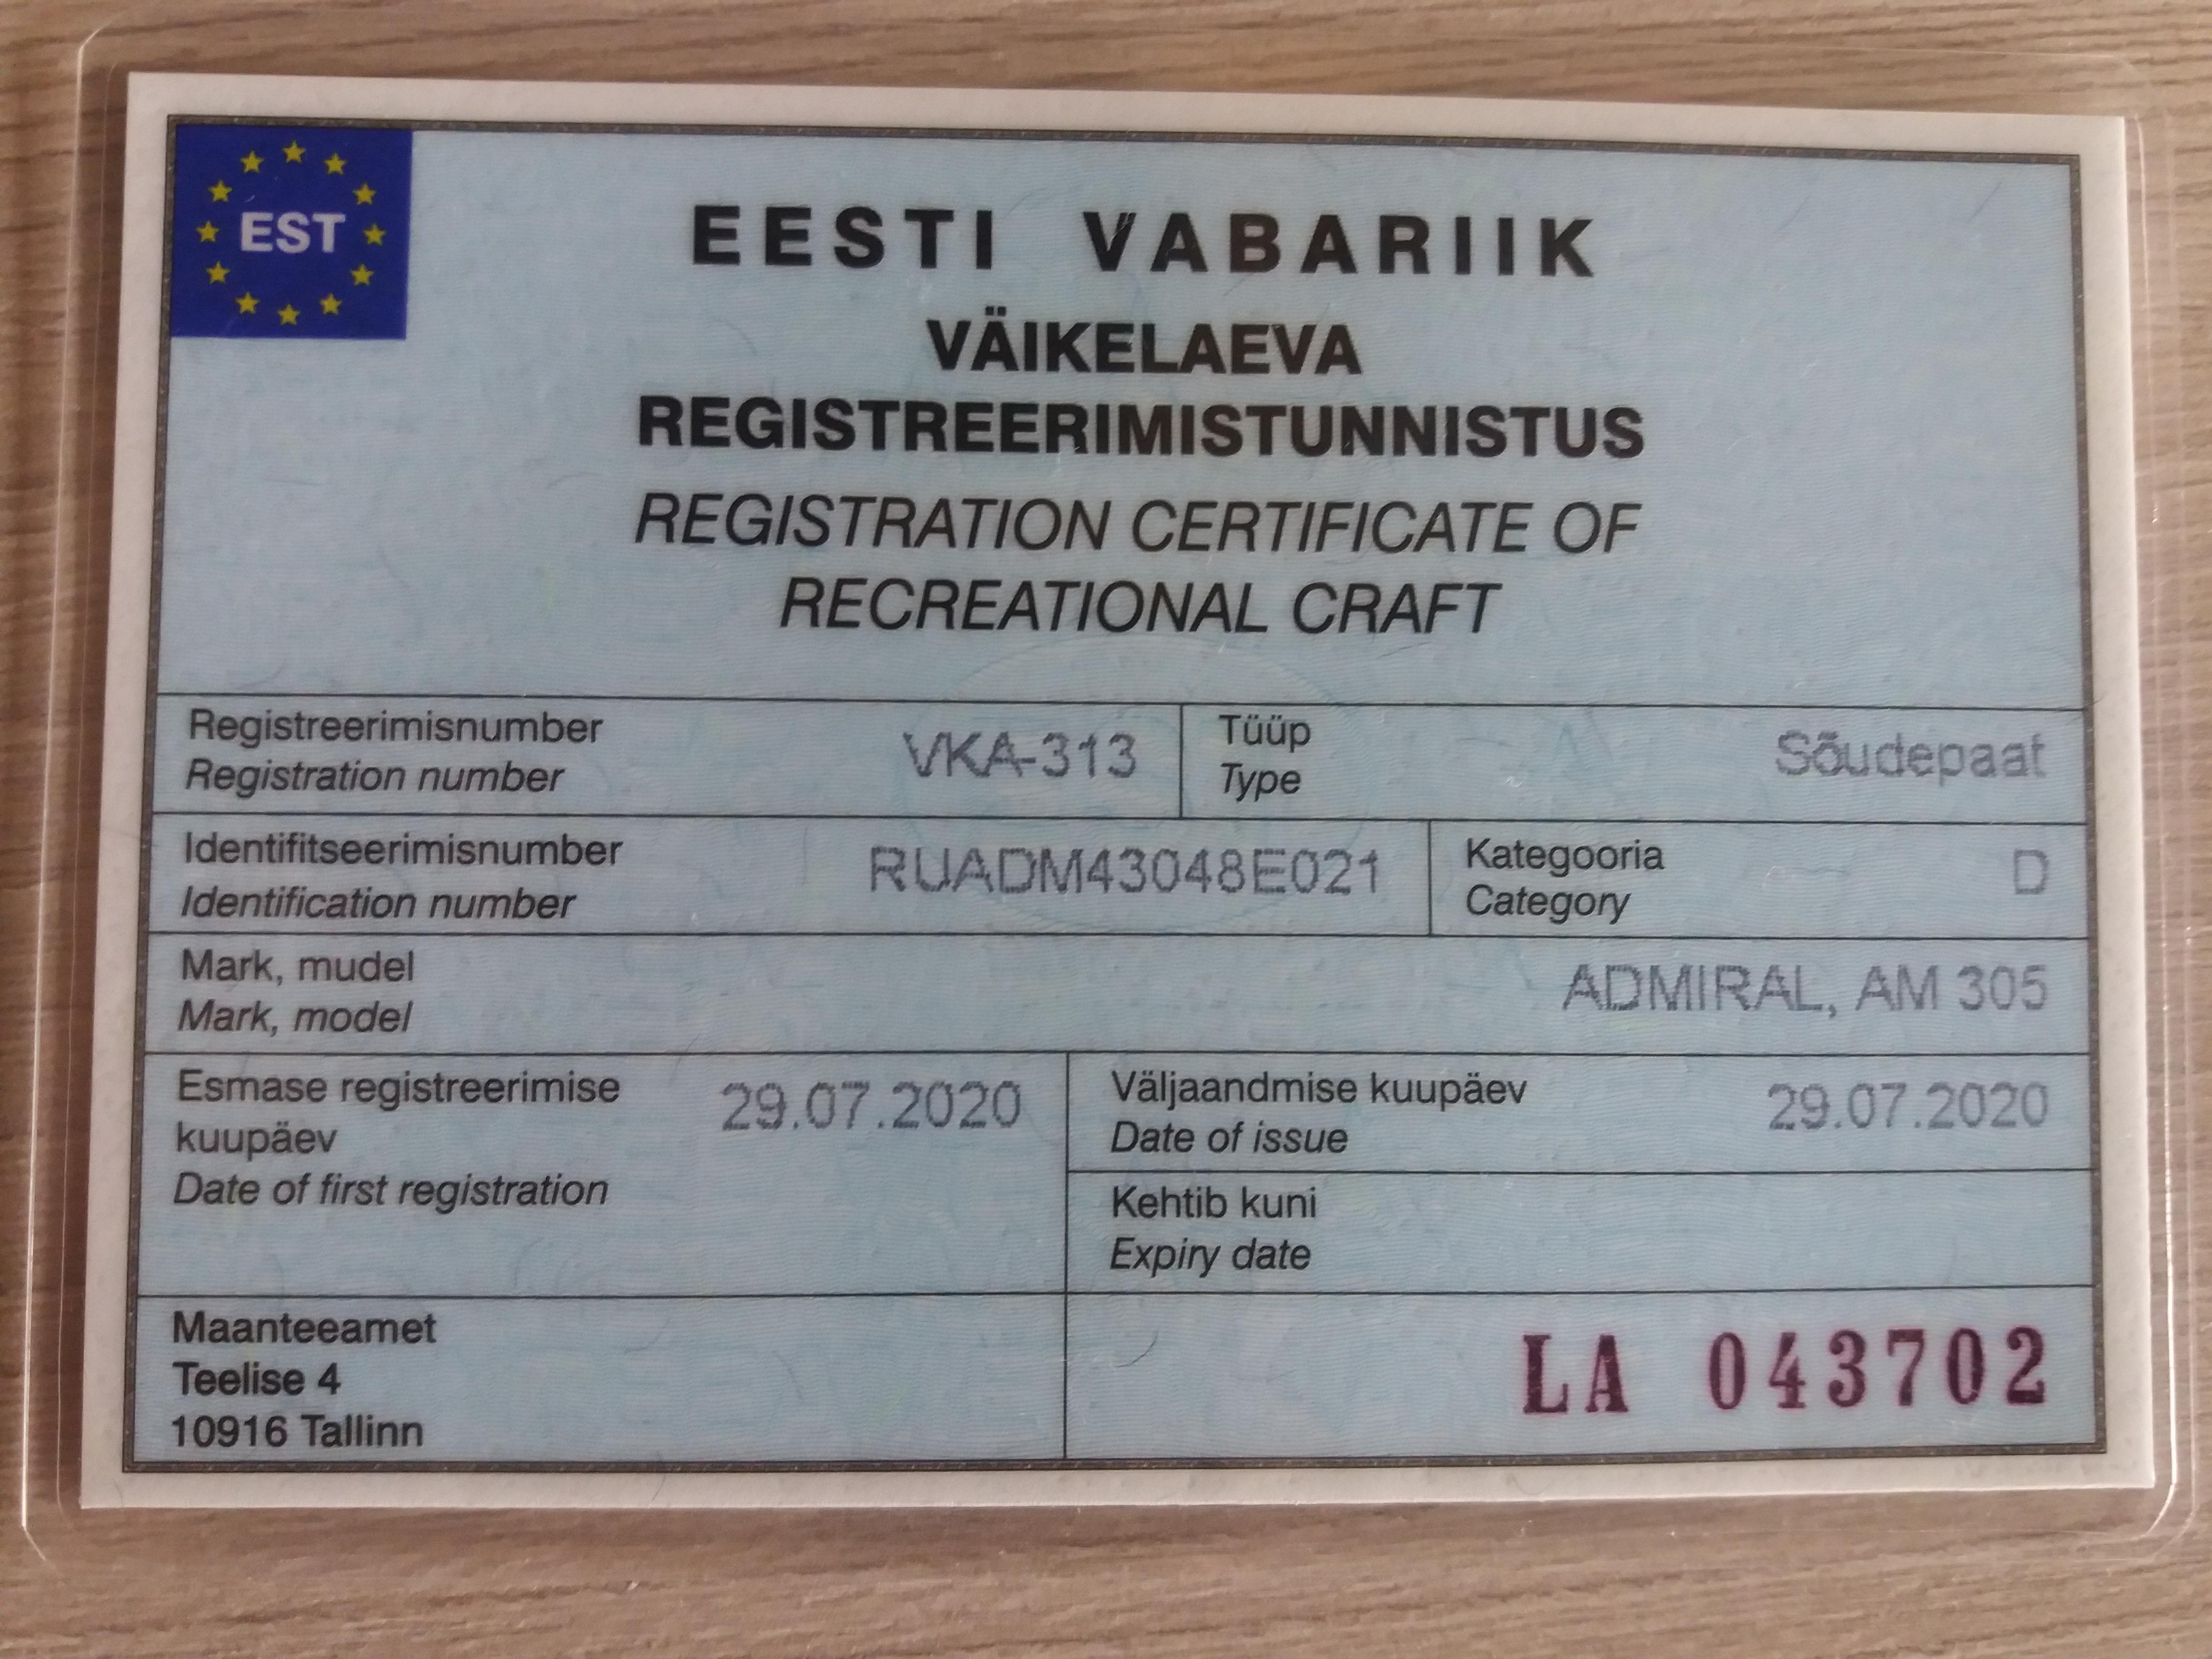 EST
EESTI VABARIIK
VÄIKELAEVA
REGISTREERIMISTUNNISTUS
REGISTRATION CERTIFICATE OF
RECREATIONAL CRAFT
Registreerimisnumber
Registration number
VKA-313
Tüüp
Type
Sõudepaat
Identifitseerimisnumber
Identification number
RUADM43048E021
Kategooria
Category
D
Mark, mudel
Mark, model
ADMIRAL, AM 305
Esmase registreerimise
kuupäev
Date of first registration
29.07.2020
Väljaandmise kuupäev
Date of issue
29.07.2020
Kehtib kuni
Expiry date
Maanteeamet
Teelise 4
10916 Tallinn
LA 043702